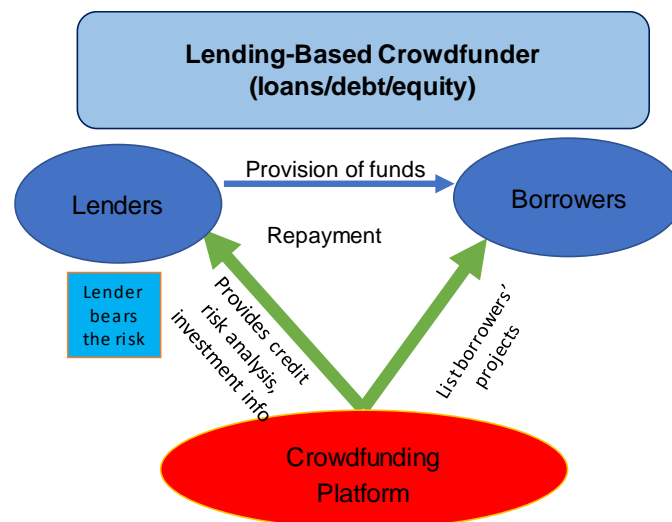 Lending-Based Crowdfunder
(loans/debt/equity)
Provision of funds
Lenders
Borrowers
Repayment
Lender
bears
the risk
Provides credit
risk analysis,
investment info
List borrowers’
projects
Crowdfunding
Platform